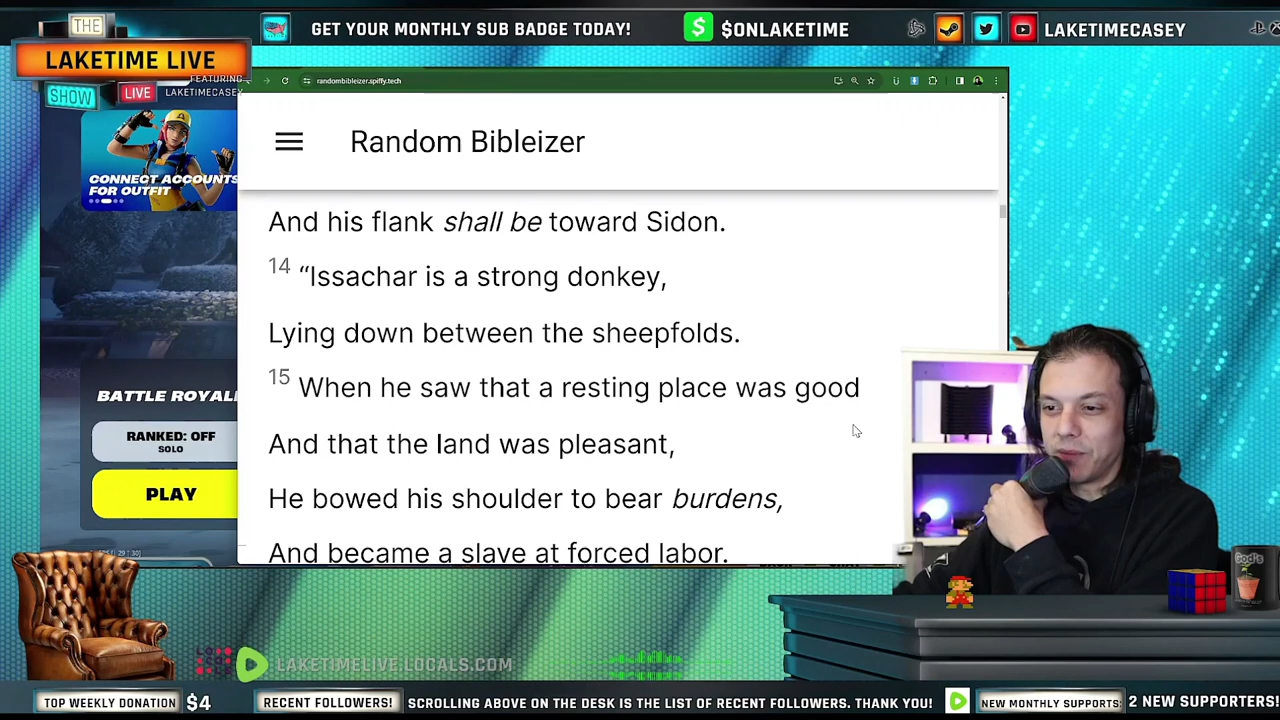 THE
LAKETIME LIVE
FEATURING
SHOW LIVE LAKETIMECASEY
GET YOUR MONTHLY SUB BADGE TODAY!
$ $ONLAKETIME
LAKETIMECASEY
randombibleizer.spiffy.tech
Random Bibleizer
CONNECT ACCOUNTS
FOR OUTFIT
And his flank shall be toward Sidon.
14 “Issachar is a strong donkey,
Lying down between the sheepfolds.
15 When he saw that a resting place was good
And that the land was pleasant,
He bowed his shoulder to bear burdens,
And became a slave at forced labor.
BATTLE ROYAL
RANKED: OFF
SOLO
PLAY
God's
LAKETIMELIVE.LOCALS.COM
TOP WEEKLY DONATION $4
RECENT FOLLOWERS!
SCROLLING ABOVE ON THE DESK IS THE LIST OF RECENT FOLLOWERS. THANK YOU!
NEW MONTHLY SUPPORTS: 2 NEW SUPPORTERS!